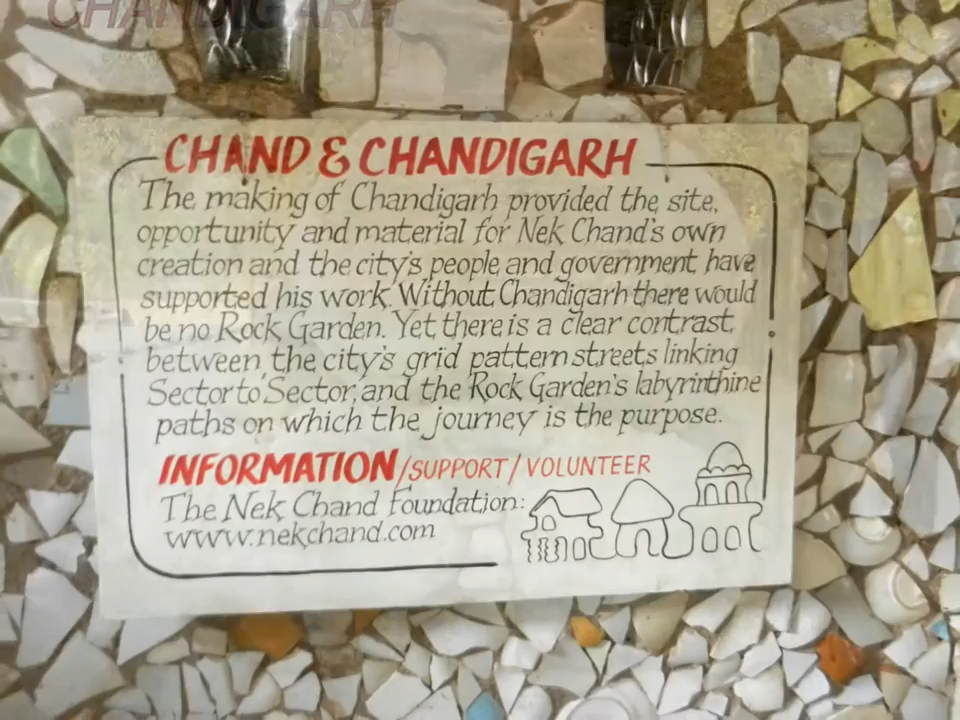 CHANDIGARH
CHAND & CHANDIGARH
The making of Chandigarh provided the site,
opportunity and material for Nek Chand's own
creation and the city's people and government have
supported his work. Without Chandigarh there would
be no Rock Garden. Yet there is a clear contrast
between the city's grid pattern streets linking
Sector to Sector, and the Rock Garden's labyrinthine
paths on which the journey is the purpose.
INFORMATION/SUPPORT/VOLUNTEER
The Nek Chand Foundation:
www.nekchand.com